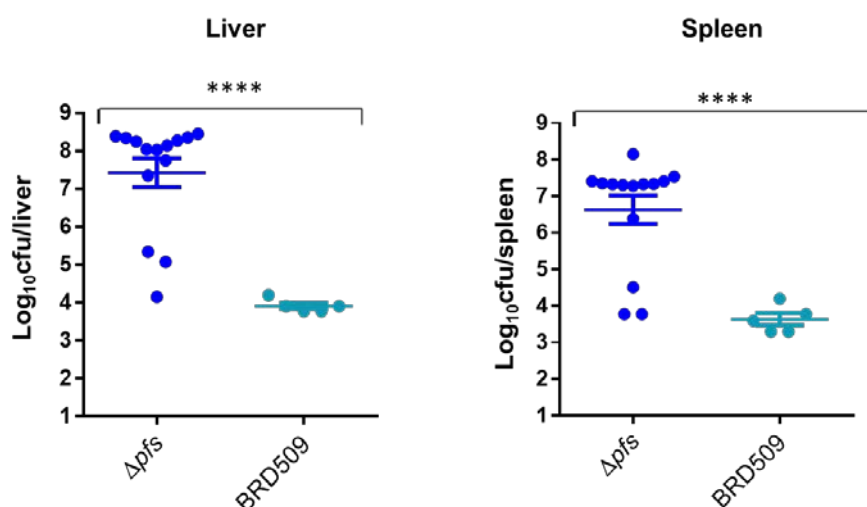 Liver
****
9
8
7
6
5
4
3
2
1
Log₁₀cfu/liver
Δpfs
BRD509
Spleen
****
9
8
7
6
5
4
3
2
1
Log₁₀cfu/spleen
Δpfs
BRD509